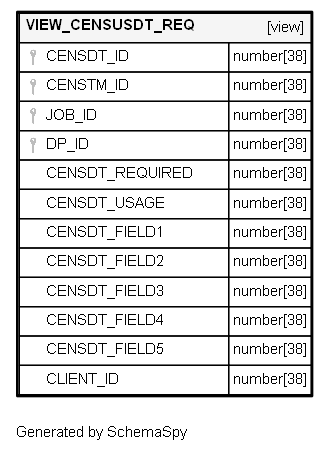 VIEW_CENSUSDT_REQ [view]
CENSDT_ID number[38]
CENSTM_ID number[38]
JOB_ID number[38]
DP_ID number[38]
CENSDT_REQUIRED number[38]
CENSDT_USAGE number[38]
CENSDT_FIELD1 number[38]
CENSDT_FIELD2 number[38]
CENSDT_FIELD3 number[38]
CENSDT_FIELD4 number[38]
CENSDT_FIELD5 number[38]
CLIENT_ID number[38]
Generated by SchemaSpy